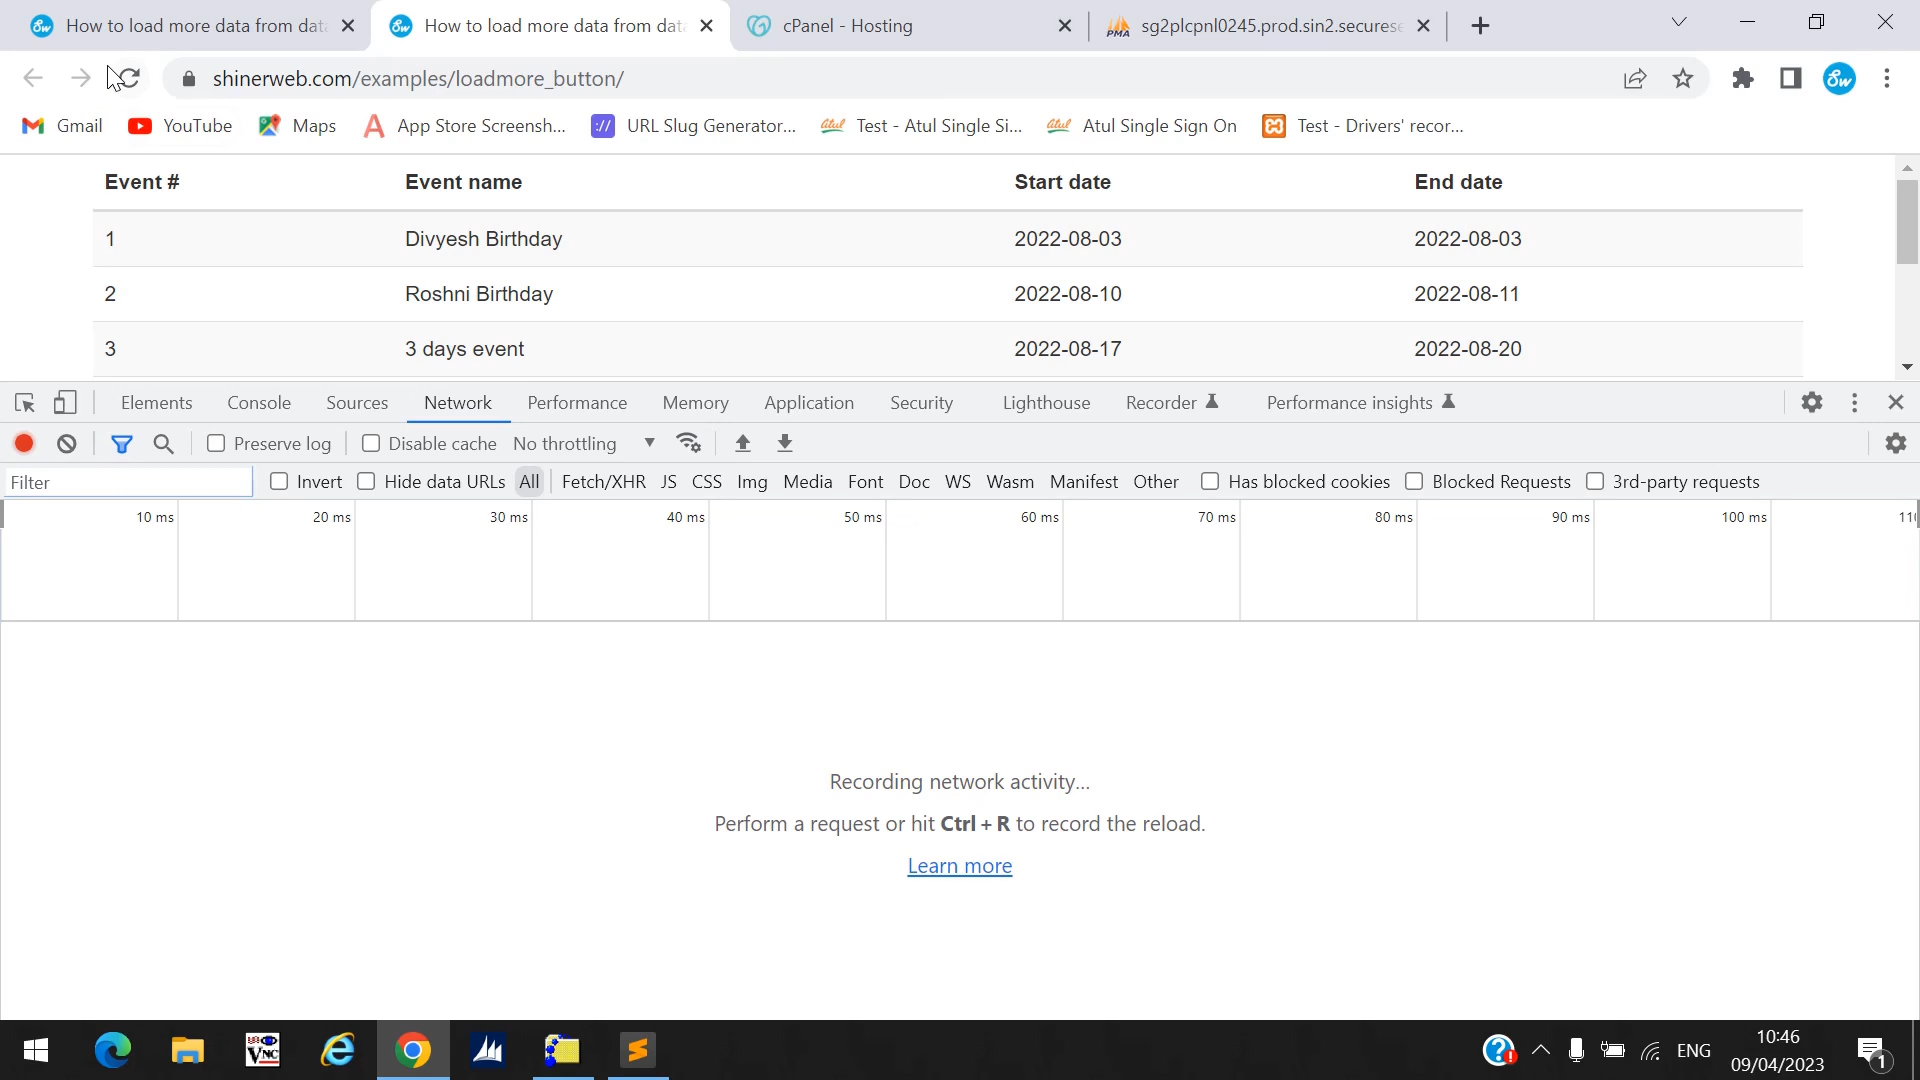 How to load more data from data
How to load more data from data
cPanel - Hosting
sg2plcpnl0245.prod.sin2.securese
shinerweb.com/examples/loadmore_button/
Gmail
YouTube
Maps
App Store Screensh...
URL Slug Generator...
Test - Atul Single Si...
Atul Single Sign On
Test - Drivers' recor...
Event # Event name Start date End date
1 Divyesh Birthday 2022-08-03 2022-08-03
2 Roshni Birthday 2022-08-10 2022-08-11
3 3 days event 2022-08-17 2022-08-20
Elements Console Sources Network Performance Memory Application Security Lighthouse Recorder Performance insights
Preserve log Disable cache No throttling
Filter Invert Hide data URLs All Fetch/XHR JS CSS Img Media Font Doc WS Wasm Manifest Other Has blocked cookies Blocked Requests 3rd-party requests
10 ms 20 ms 30 ms 40 ms 50 ms 60 ms 70 ms 80 ms 90 ms 100 ms
Recording network activity...
Perform a request or hit Ctrl + R to record the reload.
Learn more
ENG
10:46
09/04/2023
1